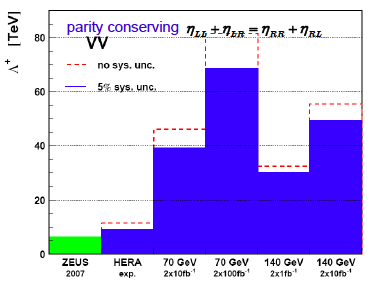 parity conserving η_LL + η_LR = η_RR + η_RL
VV
Λ⁺ [TeV]
no sys. unc.
5% sys. unc.
80
60
40
20
0
ZEUS HERA 70 GeV 70 GeV 140 GeV 140 GeV
2007 exp. 2x10fb⁻¹ 2x100fb⁻¹ 2x1fb⁻¹ 2x10fb⁻¹